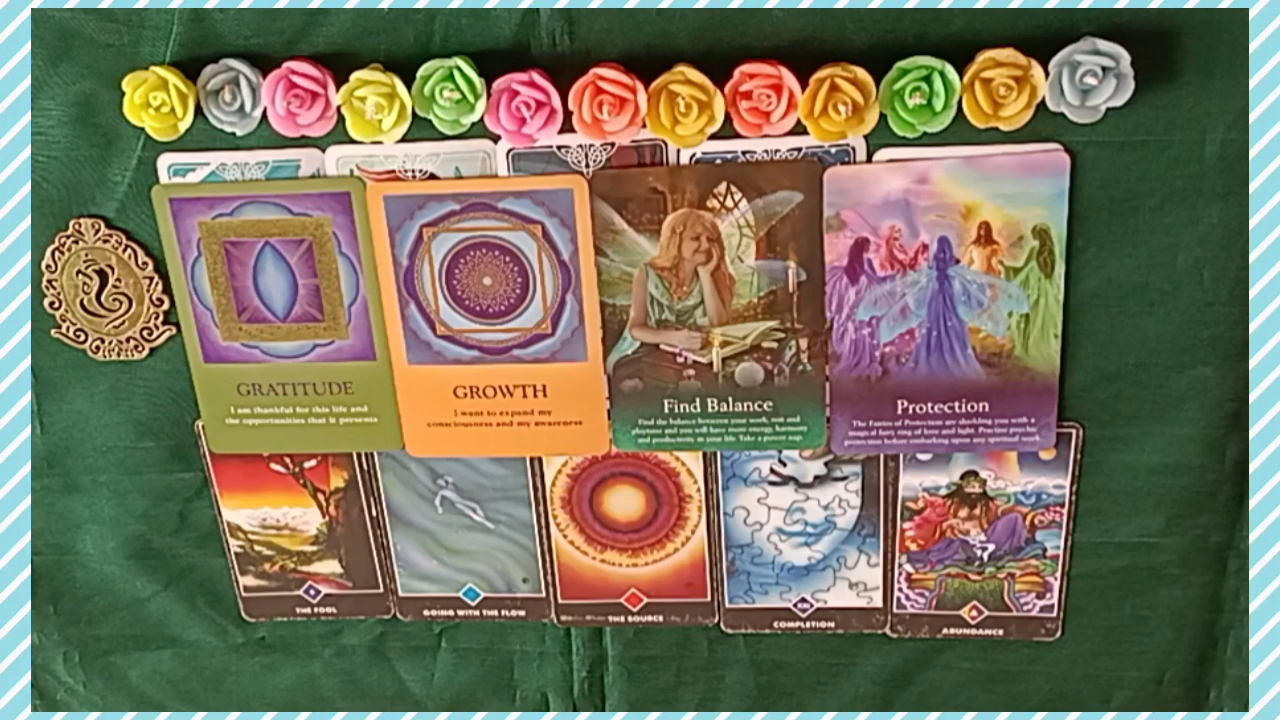 GRATITUDE
I am thankful for this life and
the opportunities that it presents
GROWTH
I want to expand my
consciousness and my awareness
Find Balance
Find the balance between your work, rest and
playtime and you will have more energy, harmony
and productivity in your life. Take a power nap.
Protection
The Fairies of Protection are shielding you with a
magical fairy ring of love and light. Practise psychic
protection before embarking upon any spiritual work.
THE FOOL
GOING WITH THE FLOW
THE SOURCE
XXI
COMPLETION
ABUNDANCE